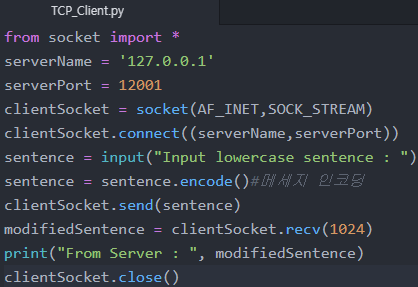 TCP_Client.py
from socket import *
serverName = '127.0.0.1'
serverPort = 12001
clientSocket = socket(AF_INET,SOCK_STREAM)
clientSocket.connect((serverName,serverPort))
sentence = input("Input lowercase sentence : ")
sentence = sentence.encode()#메세지 인코딩
clientSocket.send(sentence)
modifiedSentence = clientSocket.recv(1024)
print("From Server : ", modifiedSentence)
clientSocket.close()